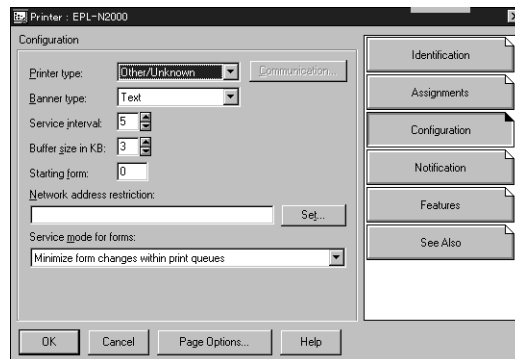 Printer : EPL-N2000
Configuration
Printer type: Other/Unknown Communication...
Banner type: Text
Service interval: 5
Buffer size in KB: 3
Starting form: 0
Network address restriction:
Set...
Service mode for forms:
Minimize form changes within print queues
OK Cancel Page Options... Help
Identification
Assignments
Configuration
Notification
Features
See Also